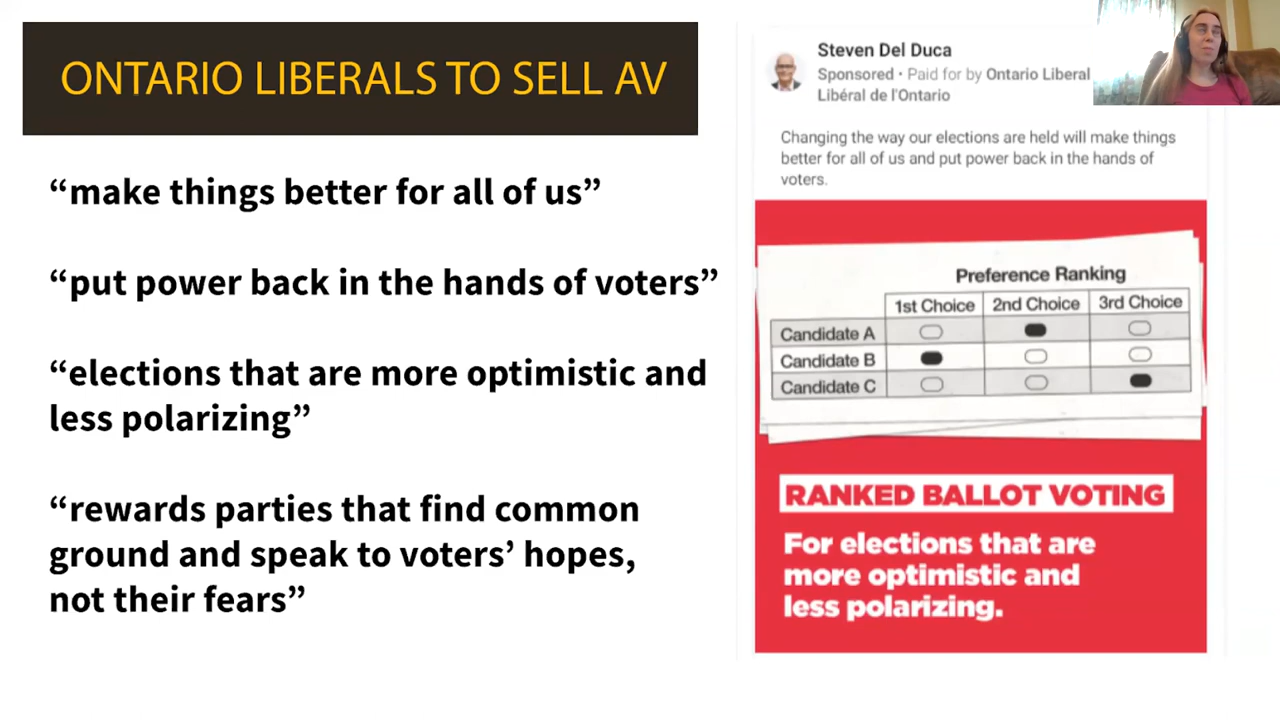 ONTARIO LIBERALS TO SELL AV
“make things better for all of us”
“put power back in the hands of voters”
“elections that are more optimistic and
less polarizing”
“rewards parties that find common
ground and speak to voters’ hopes,
not their fears”
Steven Del Duca
Sponsored • Paid for by Ontario Liberal
Libéral de l'Ontario
Changing the way our elections are held will make things
better for all of us and put power back in the hands of
voters.
Preference Ranking
1st Choice 2nd Choice 3rd Choice
Candidate A
Candidate B
Candidate C
RANKED BALLOT VOTING
For elections that are
more optimistic and
less polarizing.